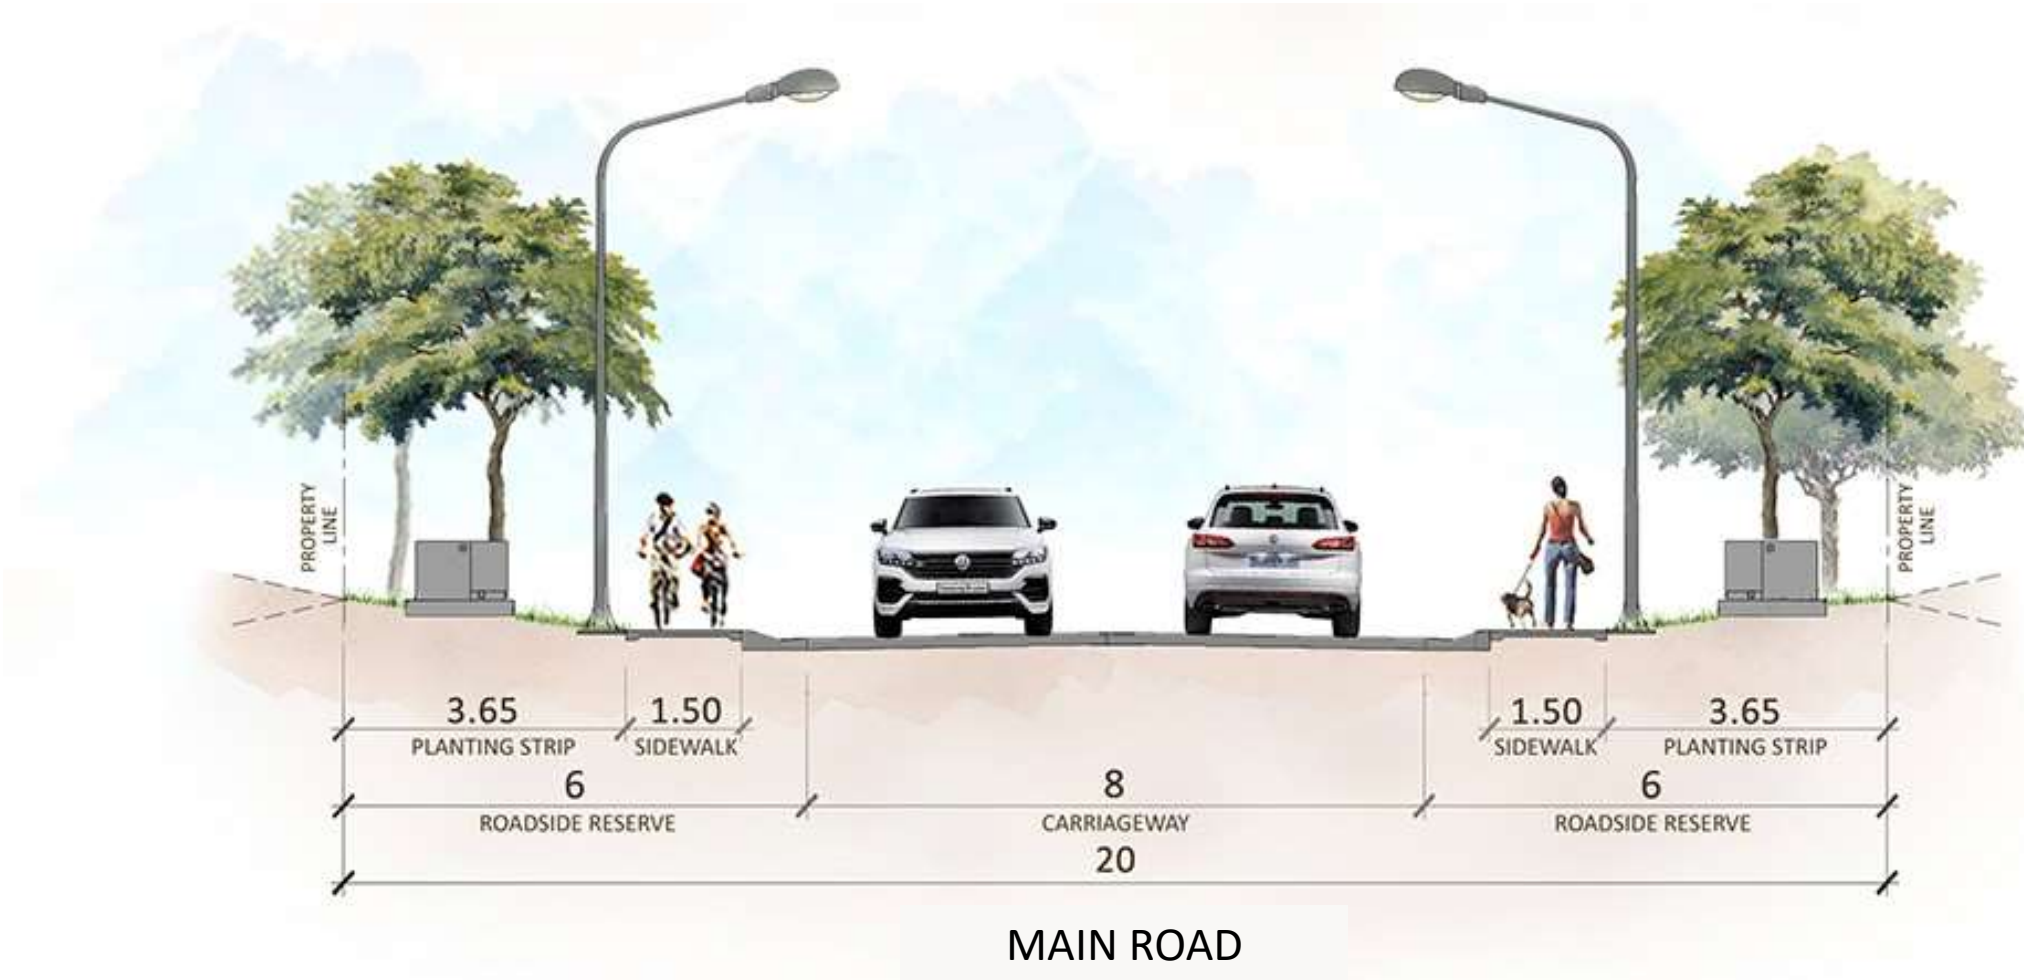 PROPERTY
LINE
PROPERTY
LINE
3.65
1.50
1.50
3.65
PLANTING STRIP
SIDEWALK
SIDEWALK
PLANTING STRIP
6
8
6
ROADSIDE RESERVE
CARRIAGEWAY
ROADSIDE RESERVE
20
MAIN ROAD